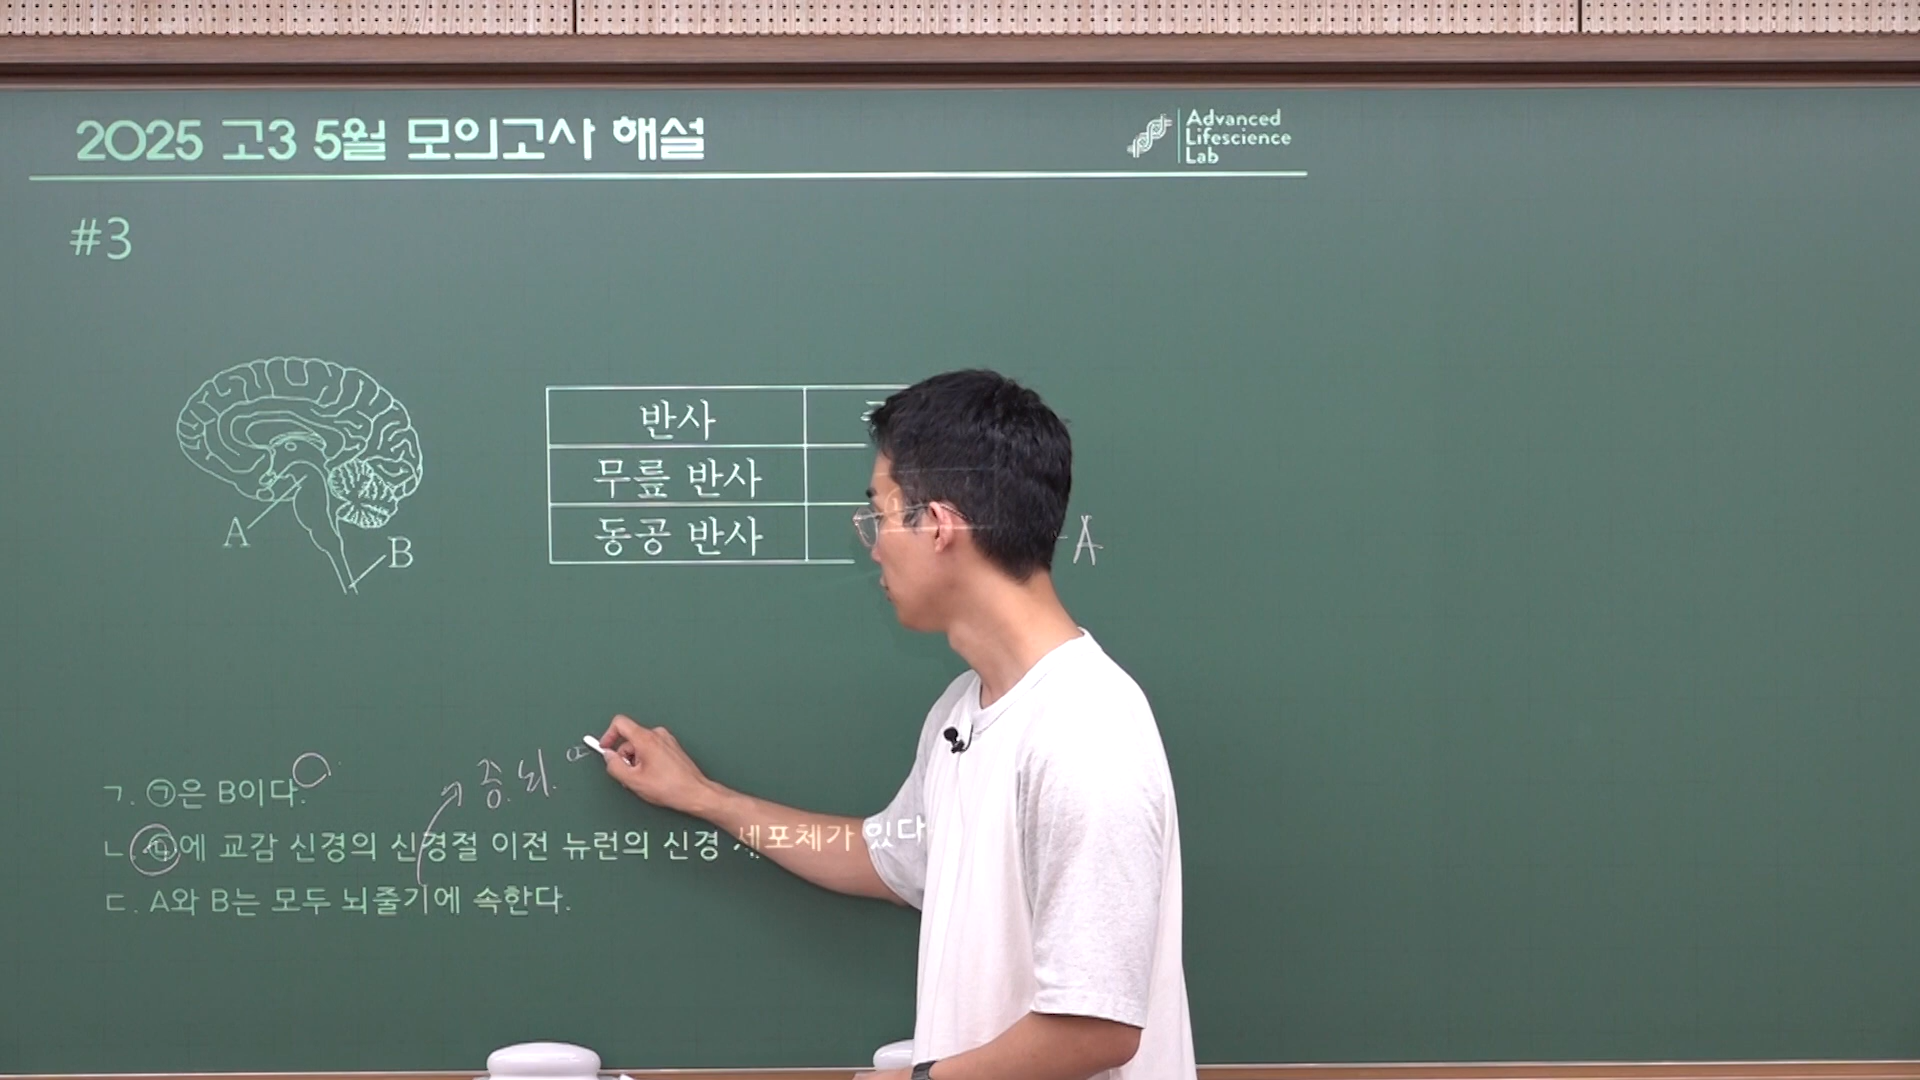 2025 고3 5월 모의고사 해설
Advanced
Lifescience
Lab
#3
반사
무릎 반사
동공 반사
A
B
A
중뇌
ㄱ. ㉠은 B이다.
ㄴ. ㉡에 교감 신경의 신경절 이전 뉴런의 신경 세포체가 있다
ㄷ. A와 B는 모두 뇌줄기에 속한다.